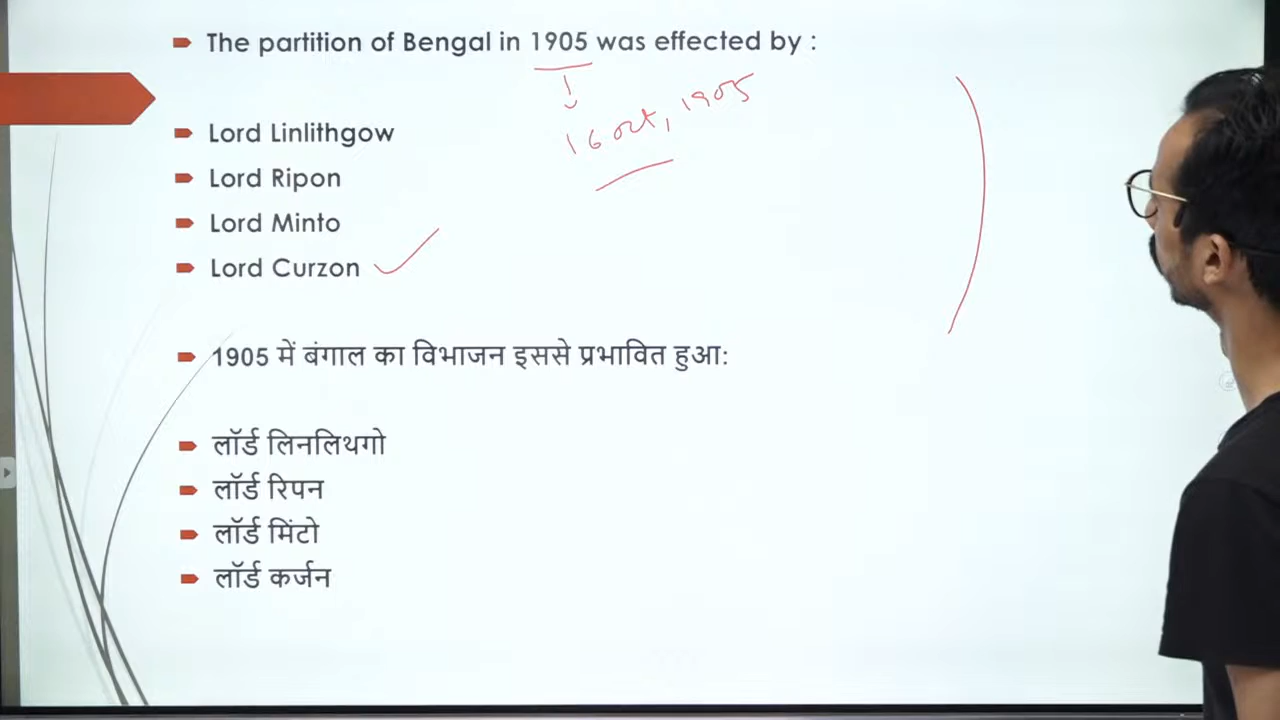 The partition of Bengal in 1905 was effected by :
16 oct, 1905
Lord Linlithgow
Lord Ripon
Lord Minto
Lord Curzon
1905 में बंगाल का विभाजन इससे प्रभावित हुआ:
लॉर्ड लिनलिथगो
लॉर्ड रिपन
लॉर्ड मिंटो
लॉर्ड कर्जन